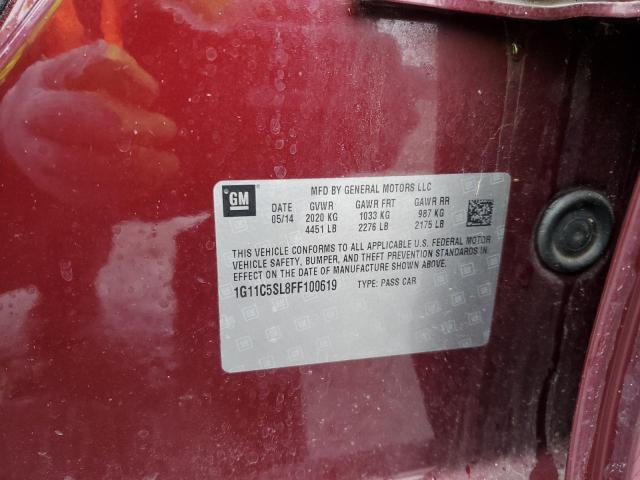 GM
MFD BY GENERAL MOTORS LLC
DATE GVWR GAWR FRT GAWR RR
05/14 2020 KG 1033 KG 987 KG
4451 LB 2276 LB 2175 LB
THIS VEHICLE CONFORMS TO ALL APPLICABLE U.S. FEDERAL MOTOR
VEHICLE SAFETY, BUMPER, AND THEFT PREVENTION STANDARDS IN
EFFECT ON THE DATE OF MANUFACTURE SHOWN ABOVE.
1G11C5SL8FF100619 TYPE: PASS CAR